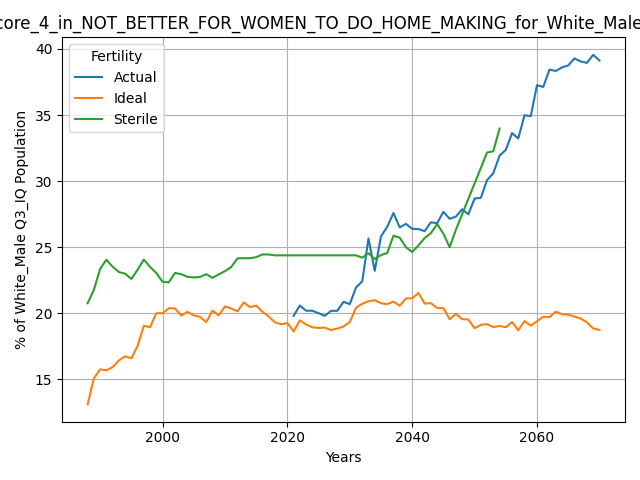 core_4_in_NOT_BETTER_FOR_WOMEN_TO_DO_HOME_MAKING_for_White_Male
Fertility
Actual
Ideal
Sterile
% of White_Male Q3_IQ Population
40
35
30
25
20
15
2000
2020
2040
2060
Years